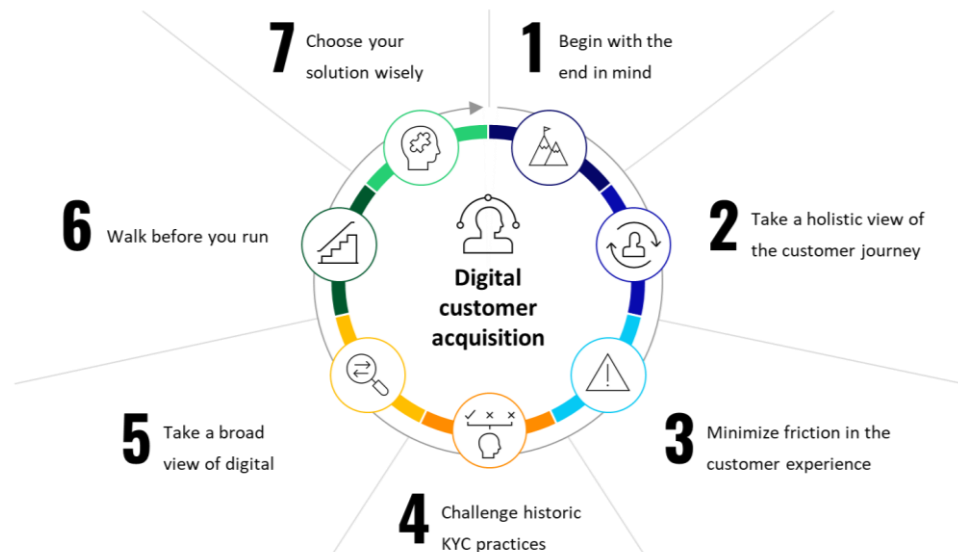 7
Choose your
solution wisely
1
Begin with the
end in mind
6
Walk before you run
2
Take a holistic view of
the customer journey
Digital
customer
acquisition
5
Take a broad
view of digital
3
Minimize friction in the
customer experience
4
Challenge historic
KYC practices